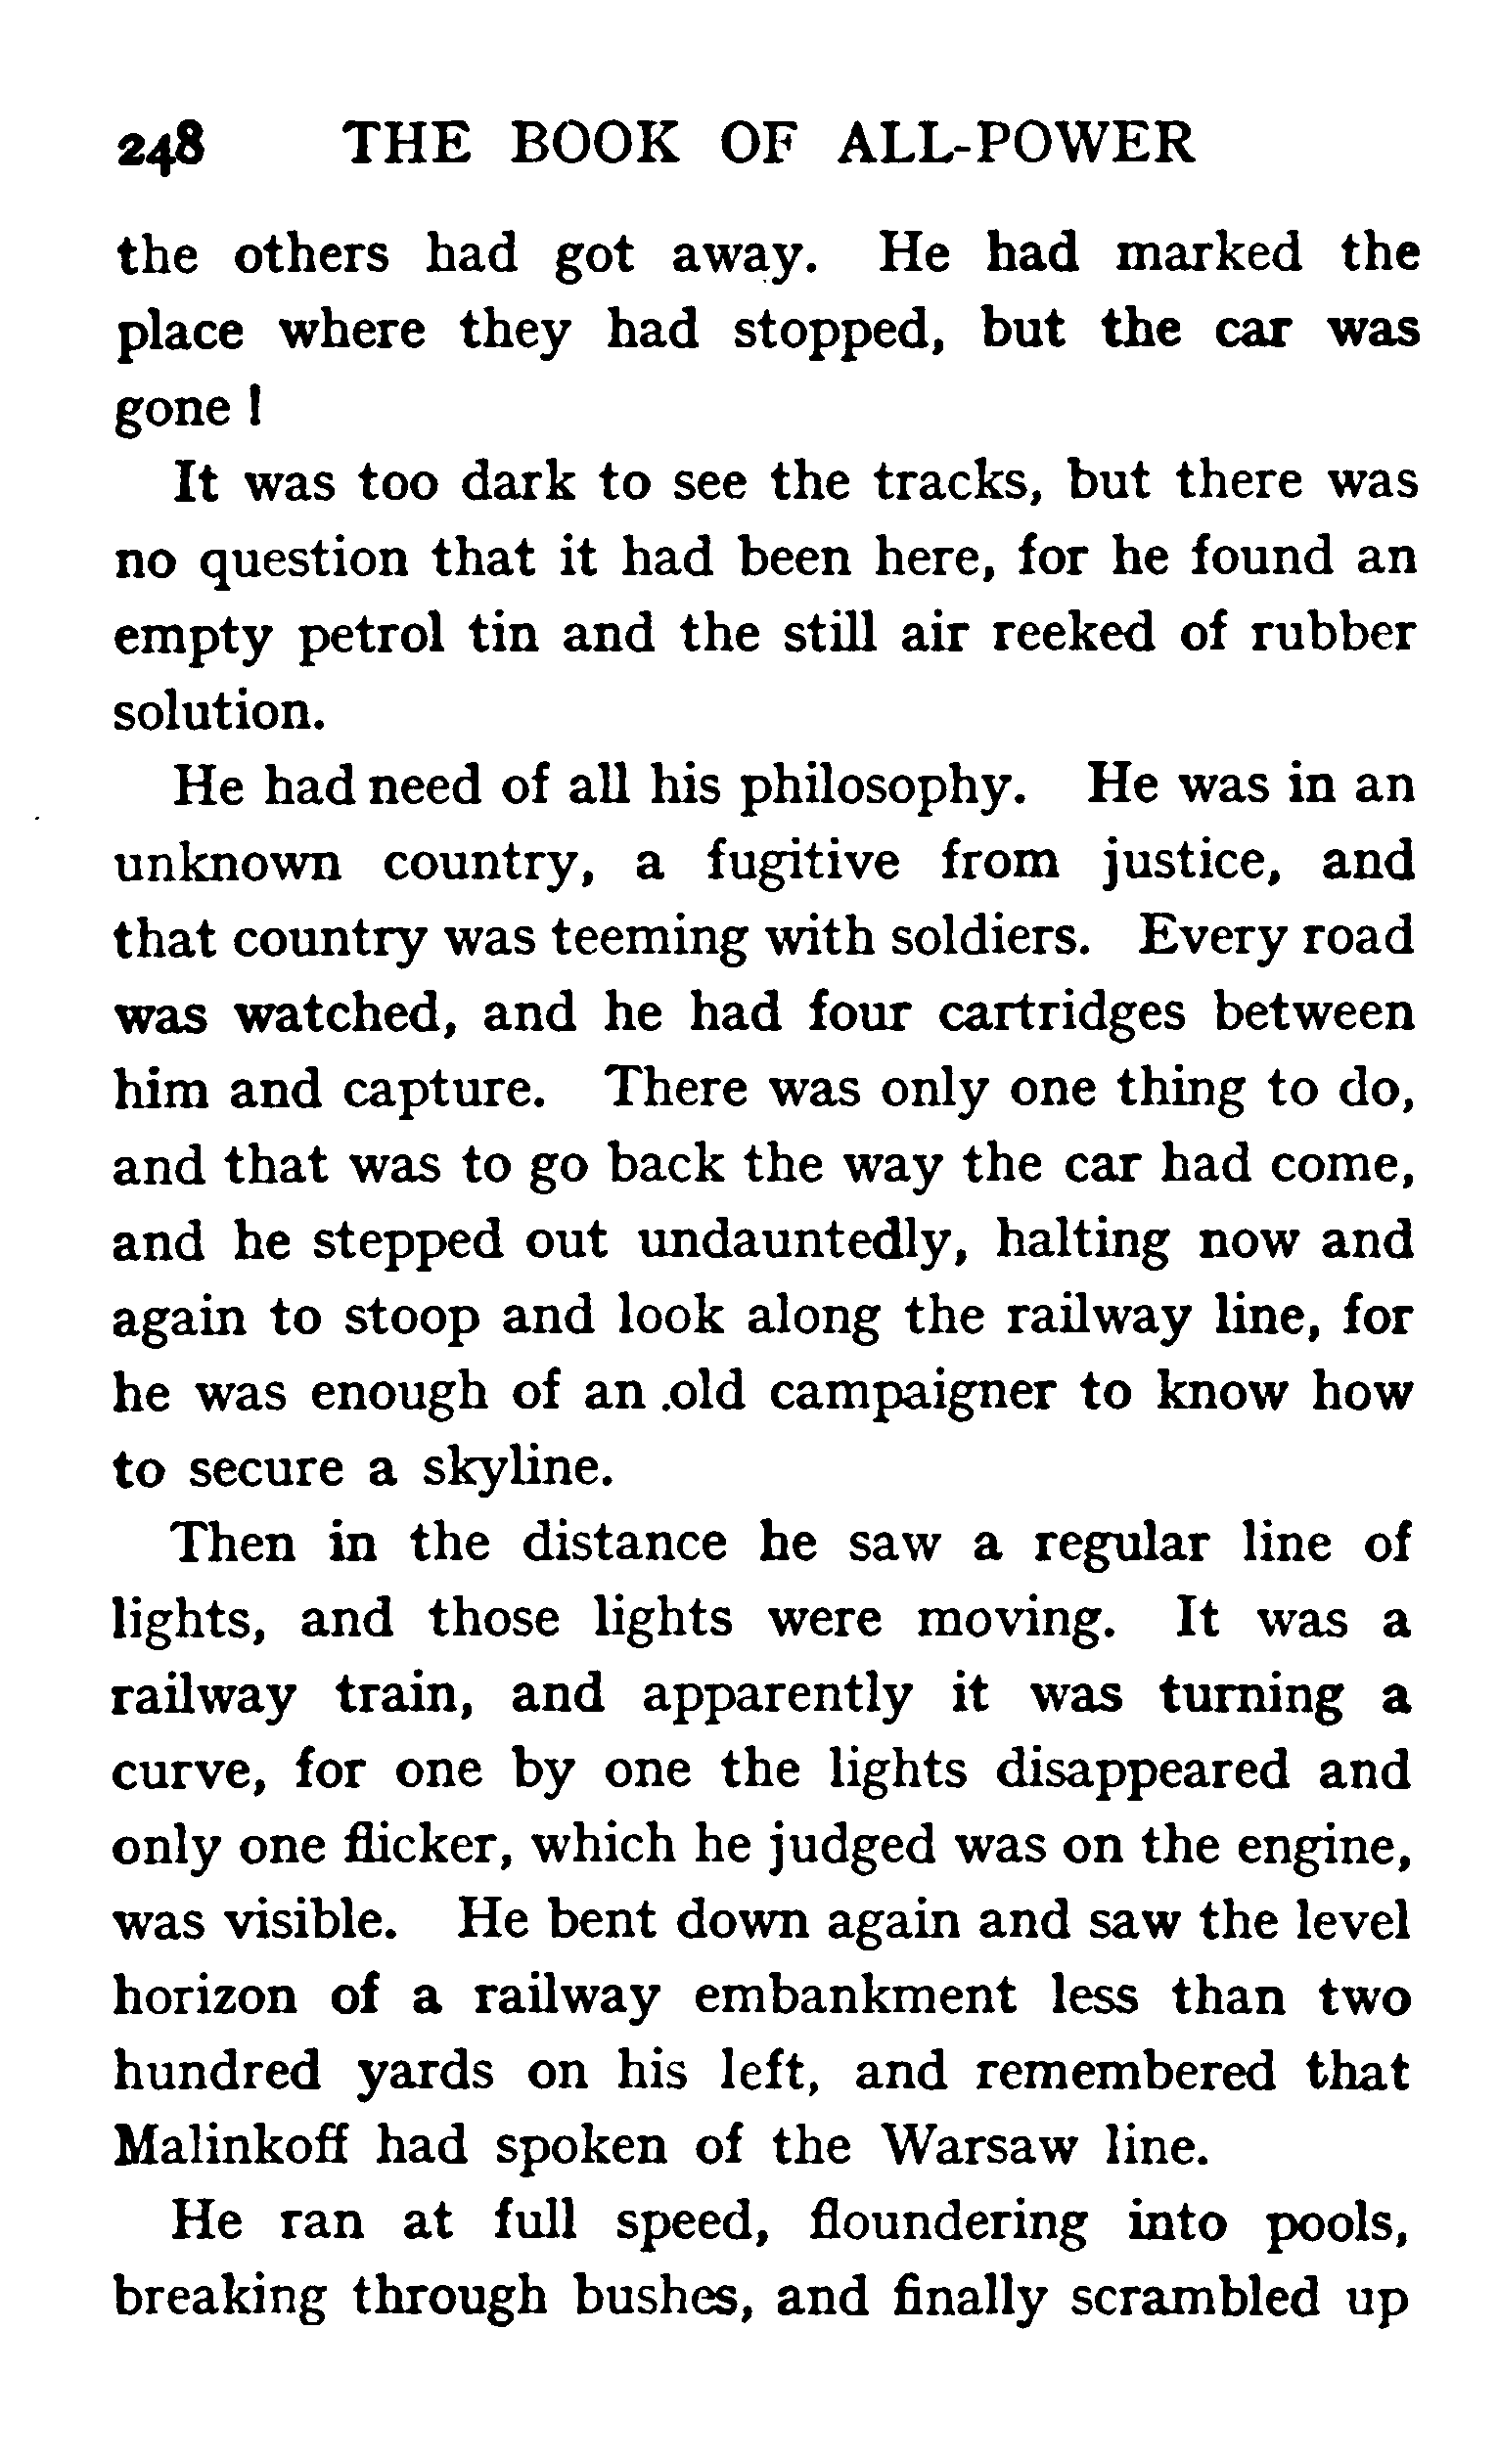 248 THE BOOK OF ALL-POWER
the others had got away. He had marked the
place where they had stopped, but the car was
gone !
It was too dark to see the tracks, but there was
no question that it had been here, for he found an
empty petrol tin and the still air reeked of rubber
solution.
He had need of all his philosophy. He was in an
unknown country, a fugitive from justice, and
that country was teeming with soldiers. Every road
was watched, and he had four cartridges between
him and capture. There was only one thing to do,
and that was to go back the way the car had come,
and he stepped out undauntedly, halting now and
again to stoop and look along the railway line, for
he was enough of an old campaigner to know how
to secure a skyline.
Then in the distance he saw a regular line of
lights, and those lights were moving. It was a
railway train, and apparently it was turning a
curve, for one by one the lights disappeared and
only one flicker, which he judged was on the engine,
was visible. He bent down again and saw the level
horizon of a railway embankment less than two
hundred yards on his left, and remembered that
Malinkoff had spoken of the Warsaw line.
He ran at full speed, floundering into pools,
breaking through bushes, and finally scrambled up